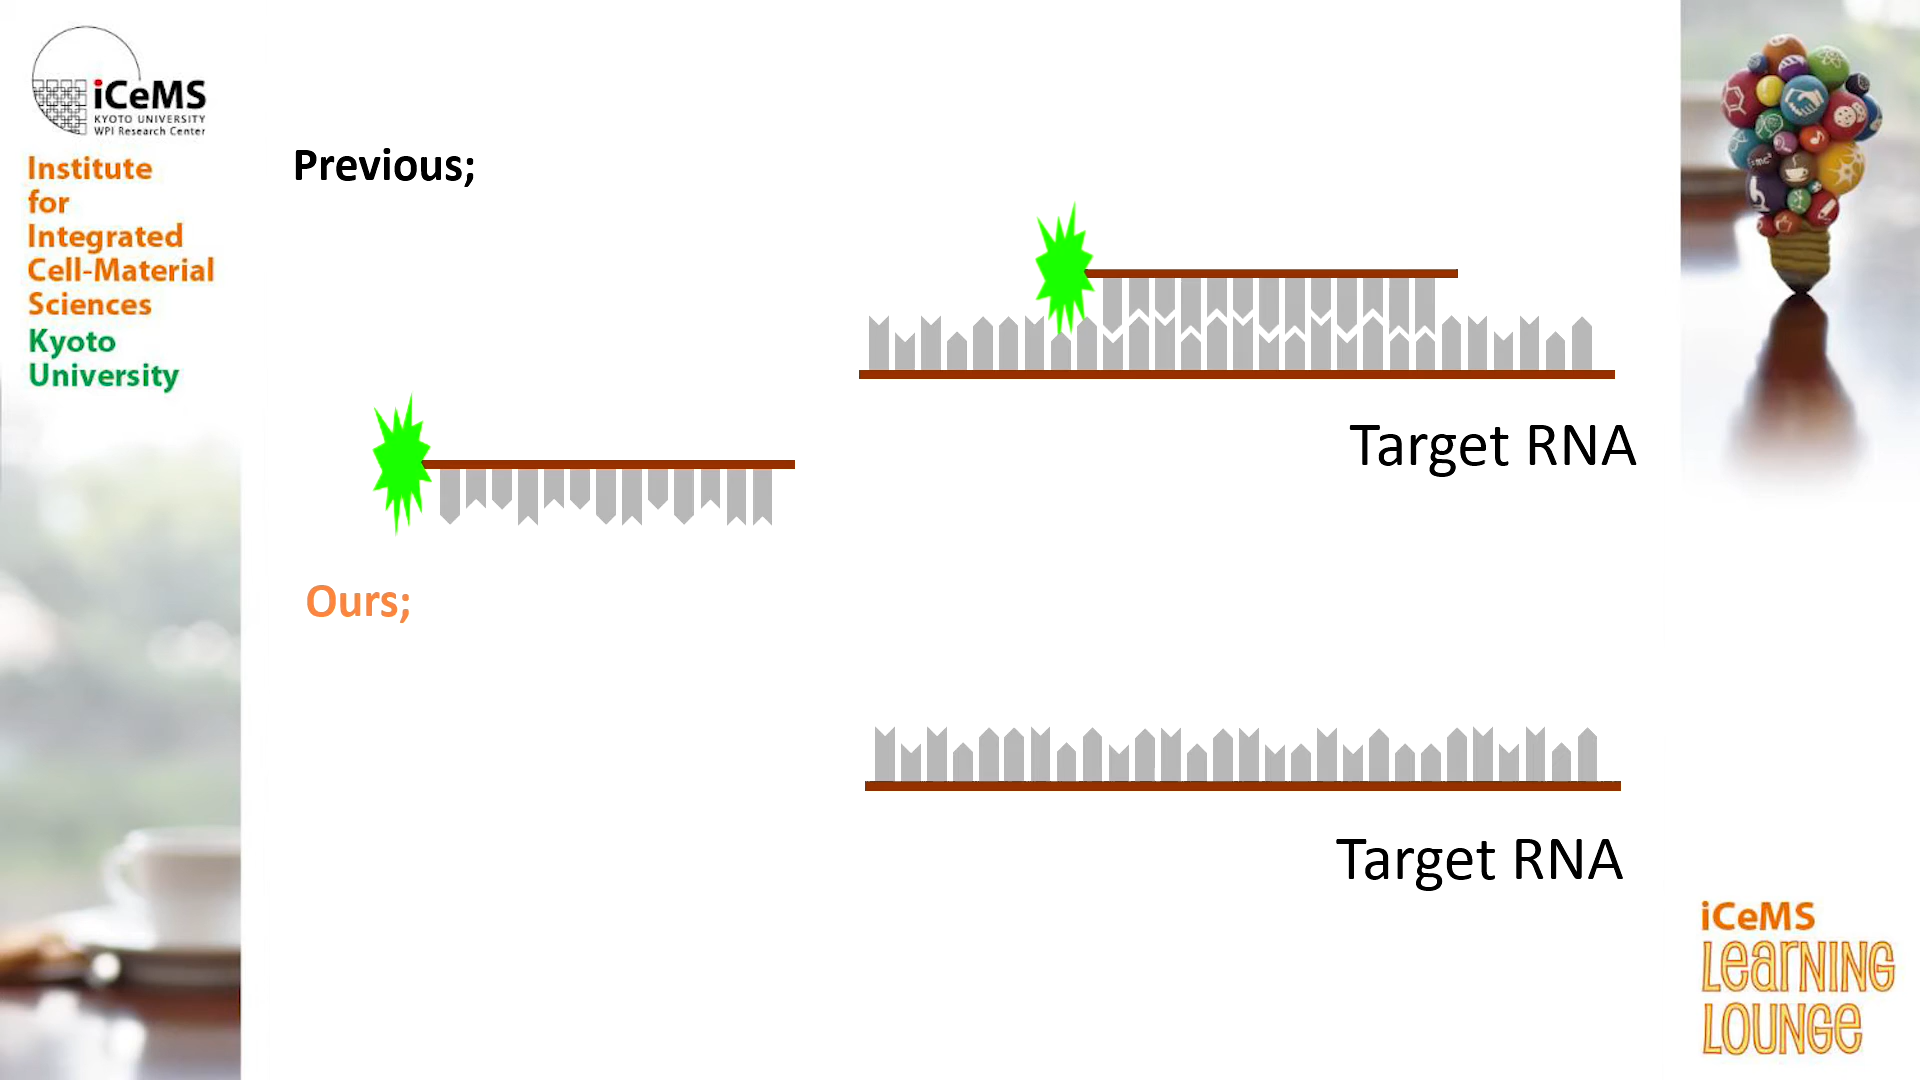 iCeMS
KYOTO UNIVERSITY
WPI Research Center
Institute
for
Integrated
Cell-Material
Sciences
Kyoto
University
Previous;
Target RNA
Ours;
Target RNA
iCeMS
LeaRNING
LOUNGe